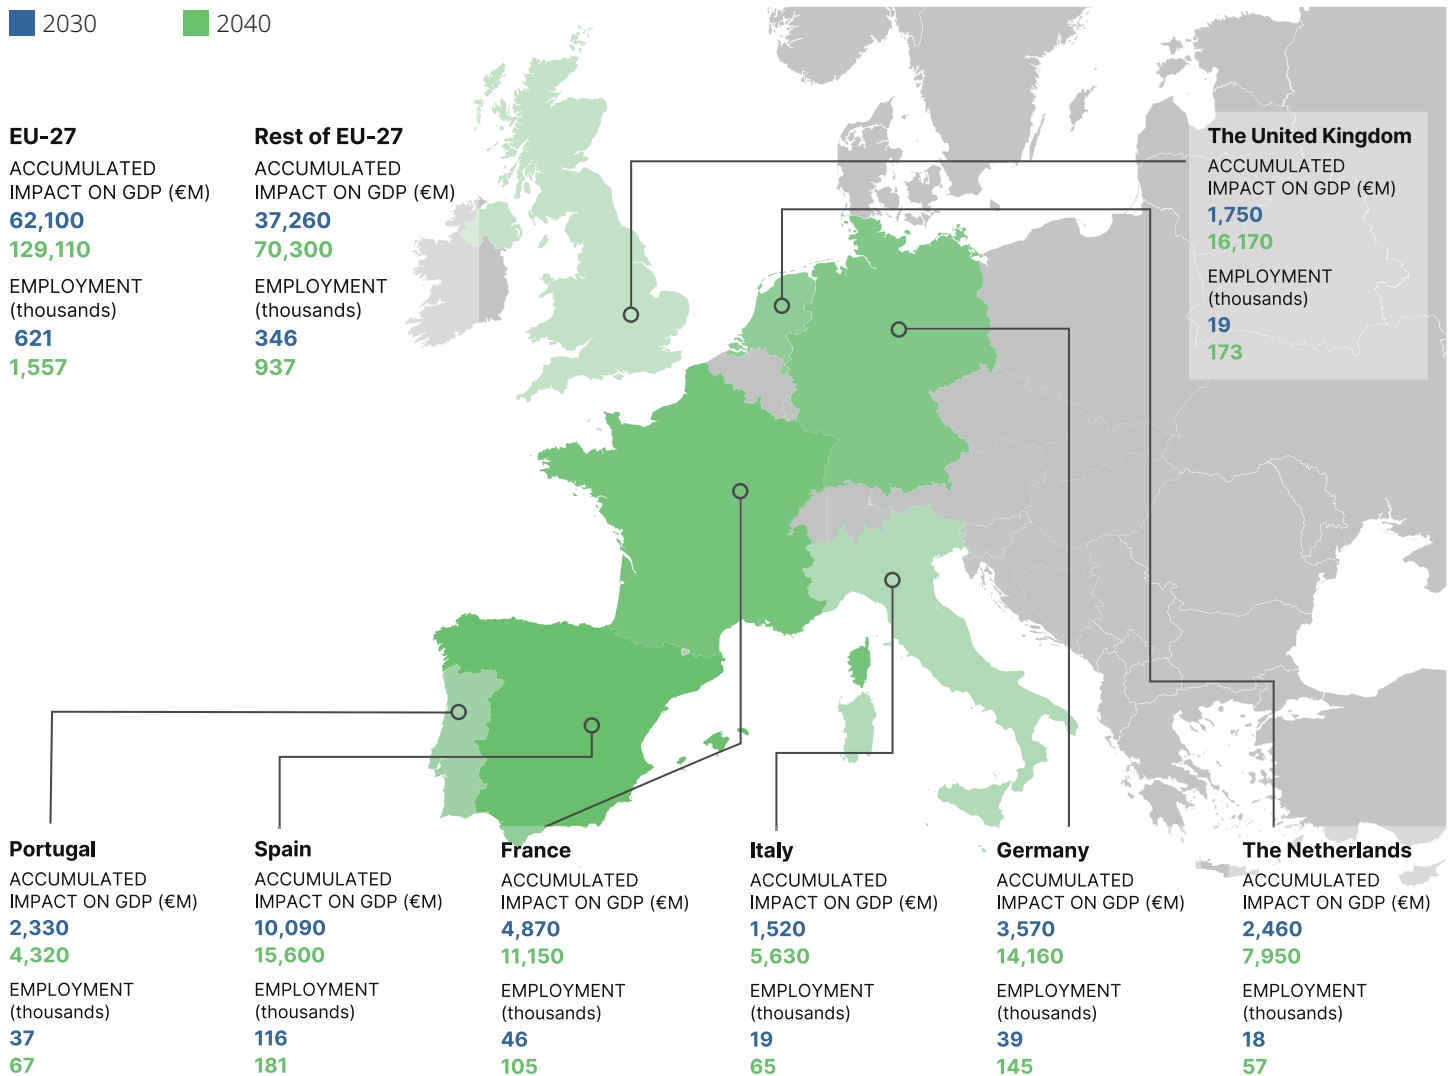 2030
2040
EU-27
ACCUMULATED
IMPACT ON GDP (€M)
62,100
129,110
EMPLOYMENT
(thousands)
621
1,557
Rest of EU-27
ACCUMULATED
IMPACT ON GDP (€M)
37,260
70,300
EMPLOYMENT
(thousands)
346
937
The United Kingdom
ACCUMULATED
IMPACT ON GDP (€M)
1,750
16,170
EMPLOYMENT
(thousands)
19
173
Portugal
ACCUMULATED
IMPACT ON GDP (€M)
2,330
4,320
EMPLOYMENT
(thousands)
37
67
Spain
ACCUMULATED
IMPACT ON GDP (€M)
10,090
15,600
EMPLOYMENT
(thousands)
116
181
France
ACCUMULATED
IMPACT ON GDP (€M)
4,870
11,150
EMPLOYMENT
(thousands)
46
105
Italy
ACCUMULATED
IMPACT ON GDP (€M)
1,520
5,630
EMPLOYMENT
(thousands)
19
65
Germany
ACCUMULATED
IMPACT ON GDP (€M)
3,570
14,160
EMPLOYMENT
(thousands)
39
145
The Netherlands
ACCUMULATED
IMPACT ON GDP (€M)
2,460
7,950
EMPLOYMENT
(thousands)
18
57